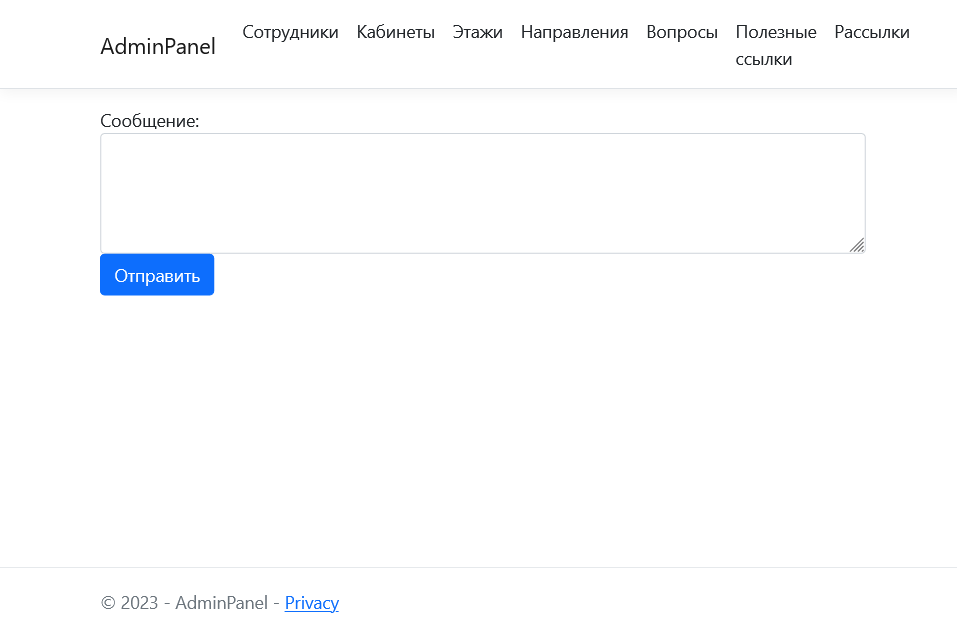 AdminPanel Сотрудники Кабинеты Этажи Направления Вопросы Полезные ссылки Рассылки
Сообщение:
Отправить
© 2023 - AdminPanel - Privacy